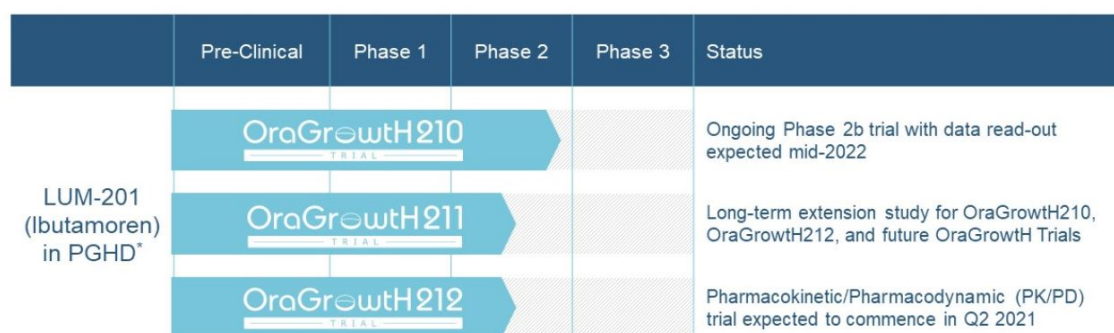 Pre-Clinical Phase 1 Phase 2 Phase 3 Status
OraGrowtH210
TRIAL
Ongoing Phase 2b trial with data read-out
expected mid-2022
LUM-201
(Ibutamoren)
in PGHD*
OraGrowtH211
TRIAL
Long-term extension study for OraGrowtH210,
OraGrowtH212, and future OraGrowtH Trials
OraGrowtH212
TRIAL
Pharmacokinetic/Pharmacodynamic (PK/PD)
trial expected to commence in Q2 2021